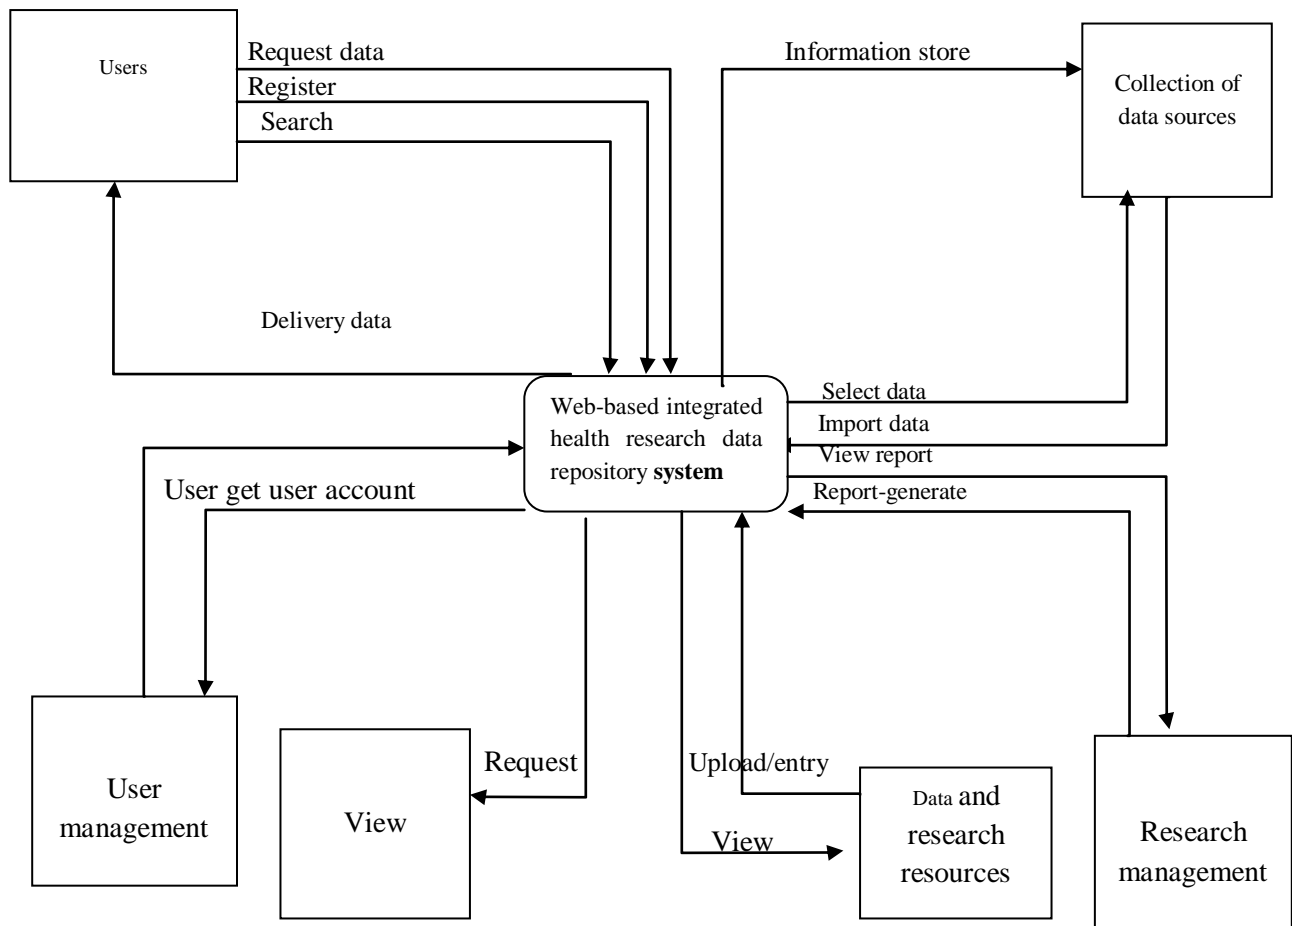 Users
Request data
Register
Search
Information store
Collection of
data sources
Delivery data
Web-based integrated
health research data
repository system
Select data
Import data
View report
Report-generate
User get user account
User
management
View
Request
Upload/entry
View
Data and
research
resources
Research
management